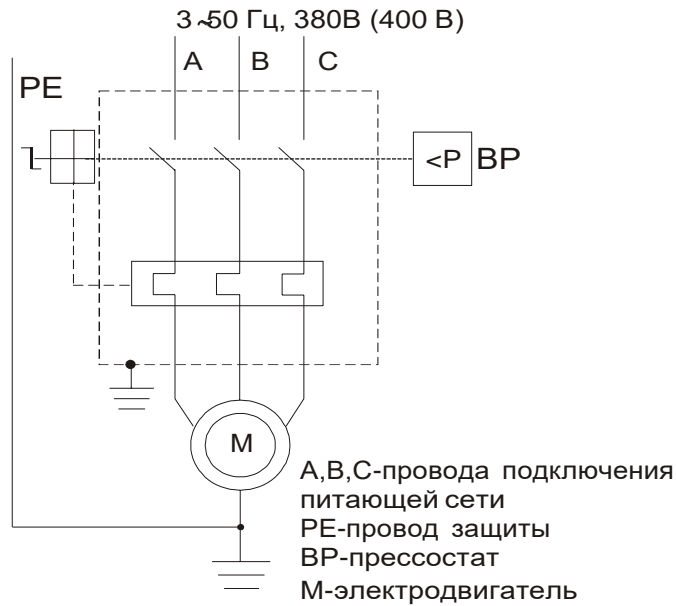 3~50 Гц, 380В (400 В)
A B C
PE
<P BP
M
A,B,C-провода подключения
питающей сети
PE-провод защиты
BP-прессостат
M-электродвигатель